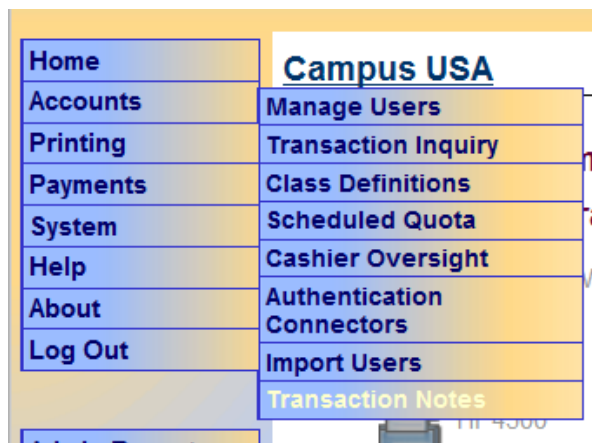 Home
Accounts
Printing
Payments
System
Help
About
Log Out
Campus USA
Manage Users
Transaction Inquiry
Class Definitions
Scheduled Quota
Cashier Oversight
Authentication
Connectors
Import Users
Transaction Notes
HP4500